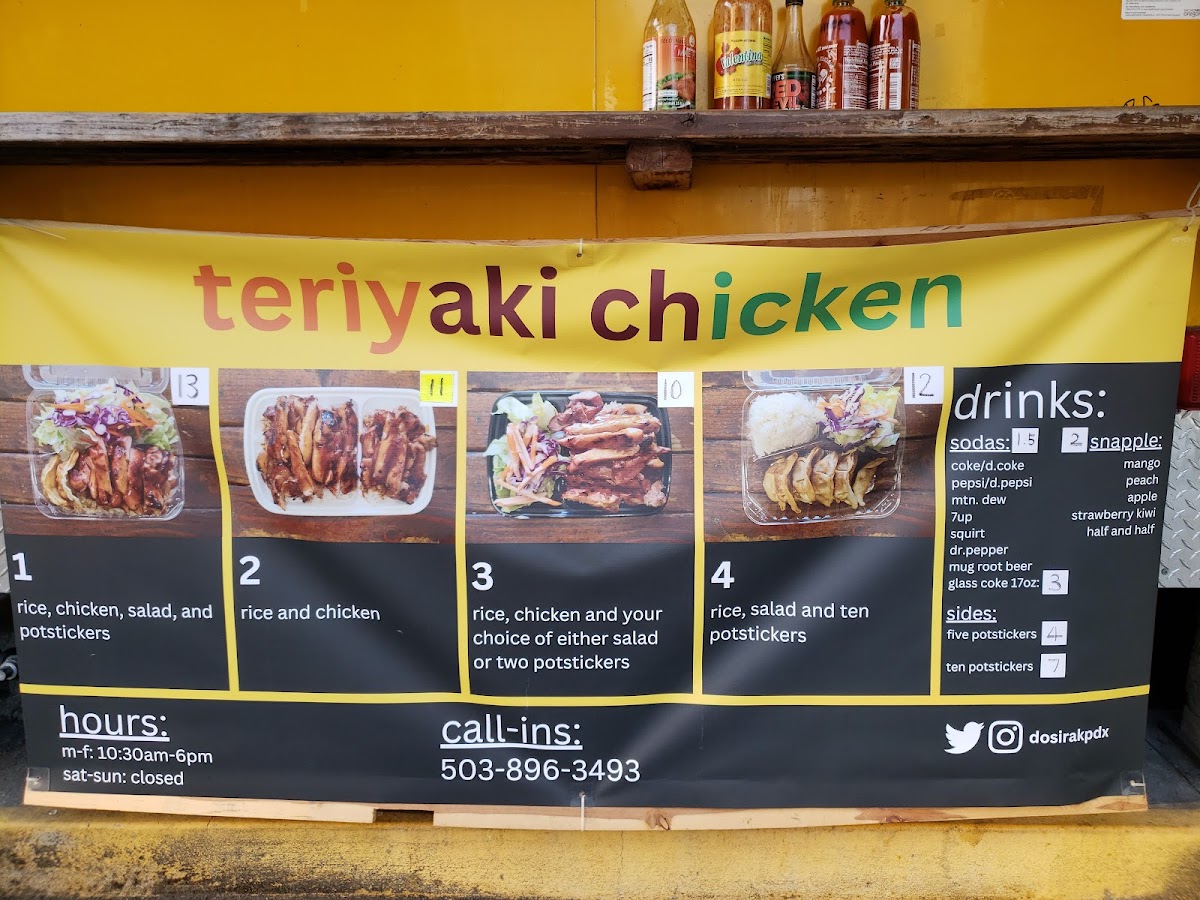 Valentina
teriyaki chicken
13
11
10
12
1
rice, chicken, salad, and
potstickers
2
rice and chicken
3
rice, chicken and your
choice of either salad
or two potstickers
4
rice, salad and ten
potstickers
drinks:
sodas: 1.5
coke/d.coke
pepsi/d.pepsi
mtn. dew
7up
squirt
dr.pepper
mug root beer
glass coke 17oz: 3
2 snapple:
mango
peach
apple
strawberry kiwi
half and half
sides:
five potstickers 4
ten potstickers 7
hours:
m-f: 10:30am-6pm
sat-sun: closed
call-ins:
503-896-3493
dosirakpdx